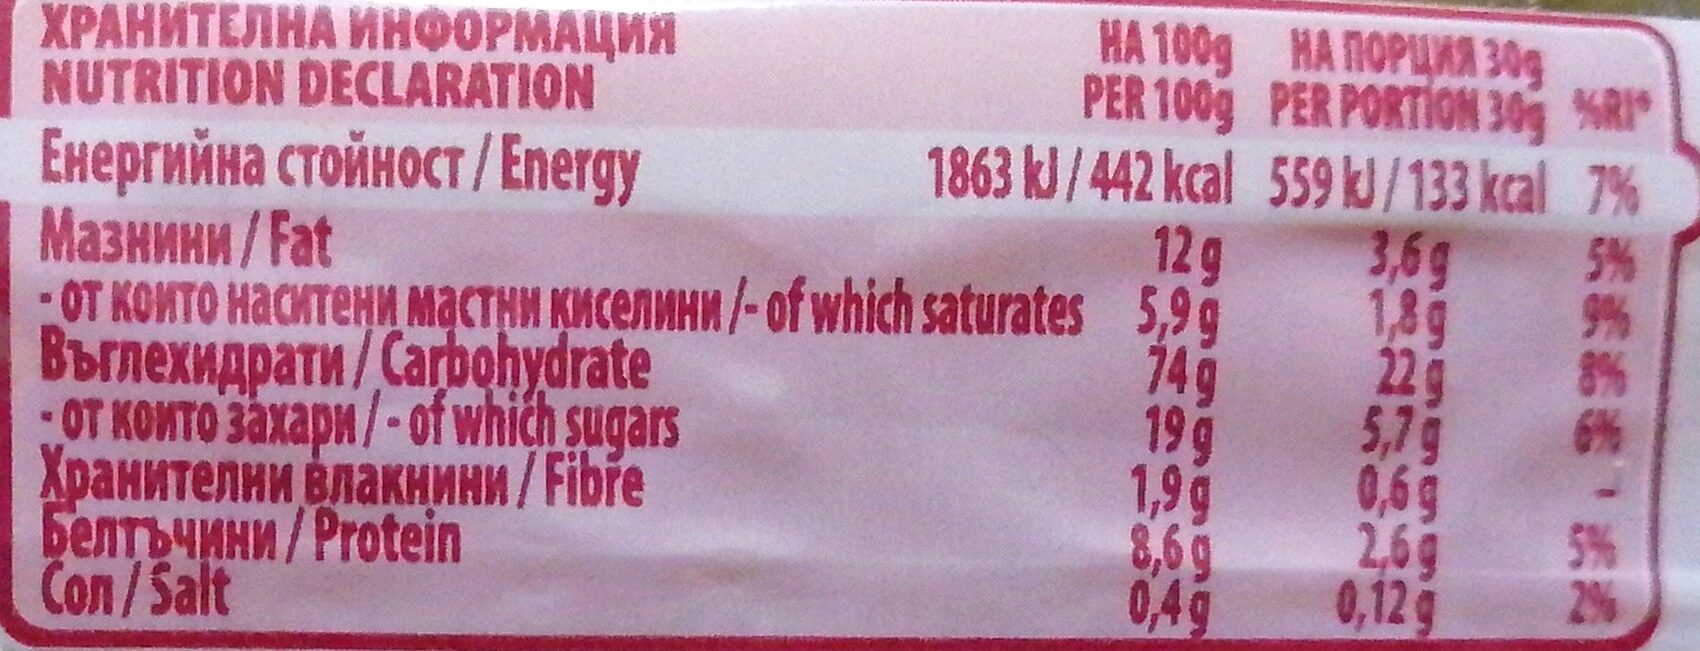 ХРАНИТЕЛНА ИНФОРМАЦИЯ НА 100g НА ПОРЦИЯ 30g
NUTRITION DECLARATION PER 100g PER PORTION 30g %RI*
Енергийна стойност / Energy 1863 kJ / 442 kcal 559 kJ / 133 kcal 7%
Мазнини / Fat 12 g 3,6 g 5%
- от които наситени мастни киселини /- of which saturates 5,9 g 1,8 g 9%
Въглехидрати / Carbohydrate 74 g 22 g 8%
- от които захари / - of which sugars 19 g 5,7 g 6%
Хранителни влакнини / Fibre 1,9 g 0,6 g -
Белтъчини / Protein 8,6 g 2,6 g 5%
Сол / Salt 0,4 g 0,12 g 2%